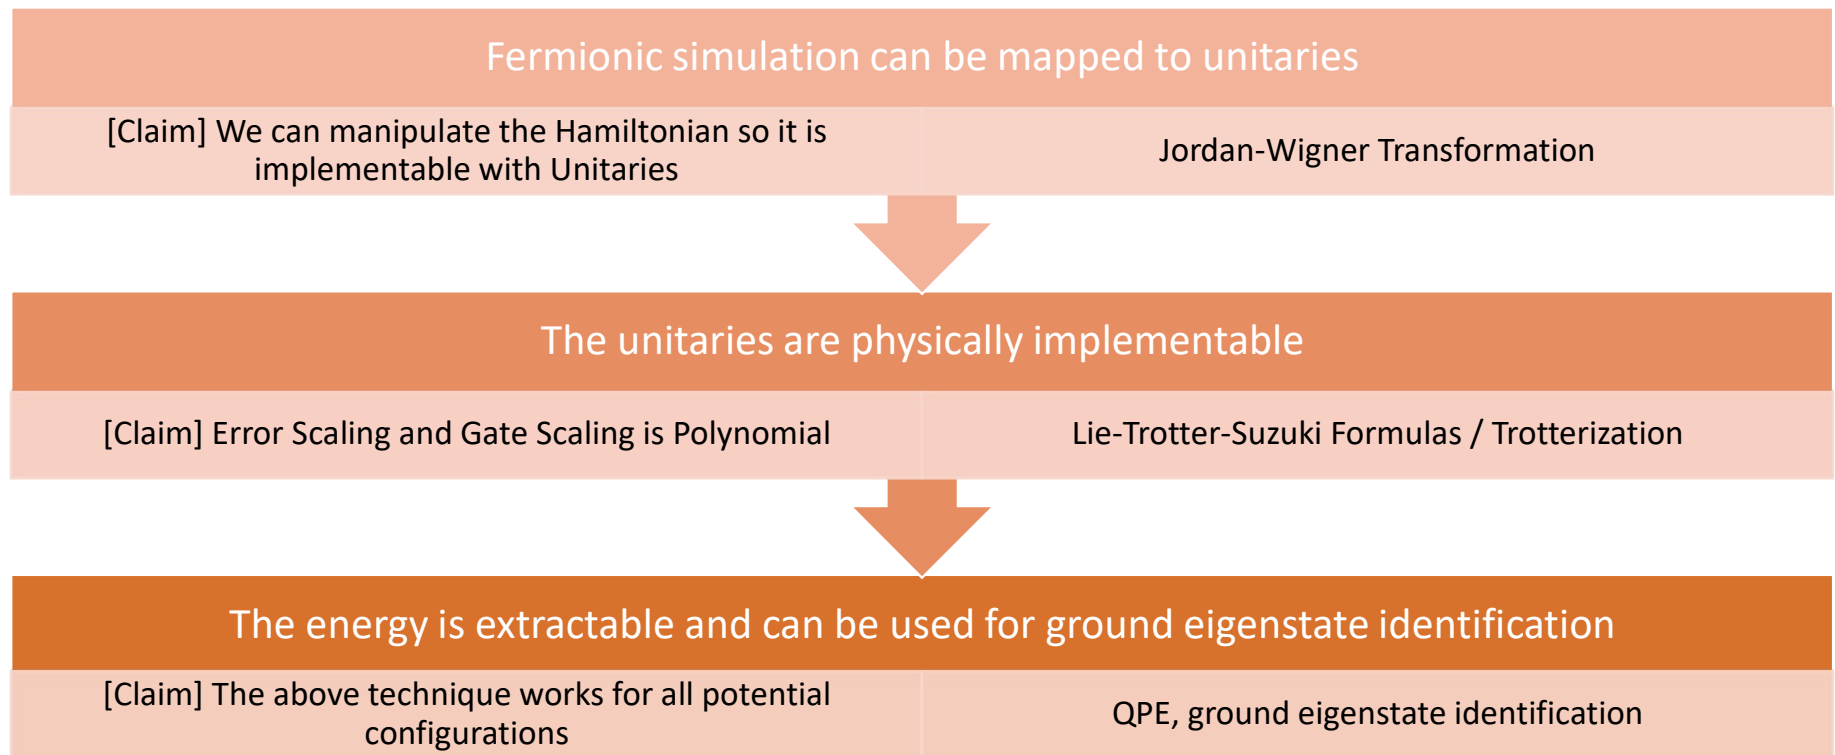 Fermionic simulation can be mapped to unitaries
[Claim] We can manipulate the Hamiltonian so it is
implementable with Unitaries
Jordan-Wigner Transformation
The unitaries are physically implementable
[Claim] Error Scaling and Gate Scaling is Polynomial
Lie-Trotter-Suzuki Formulas / Trotterization
The energy is extractable and can be used for ground eigenstate identification
[Claim] The above technique works for all potential
configurations
QPE, ground eigenstate identification